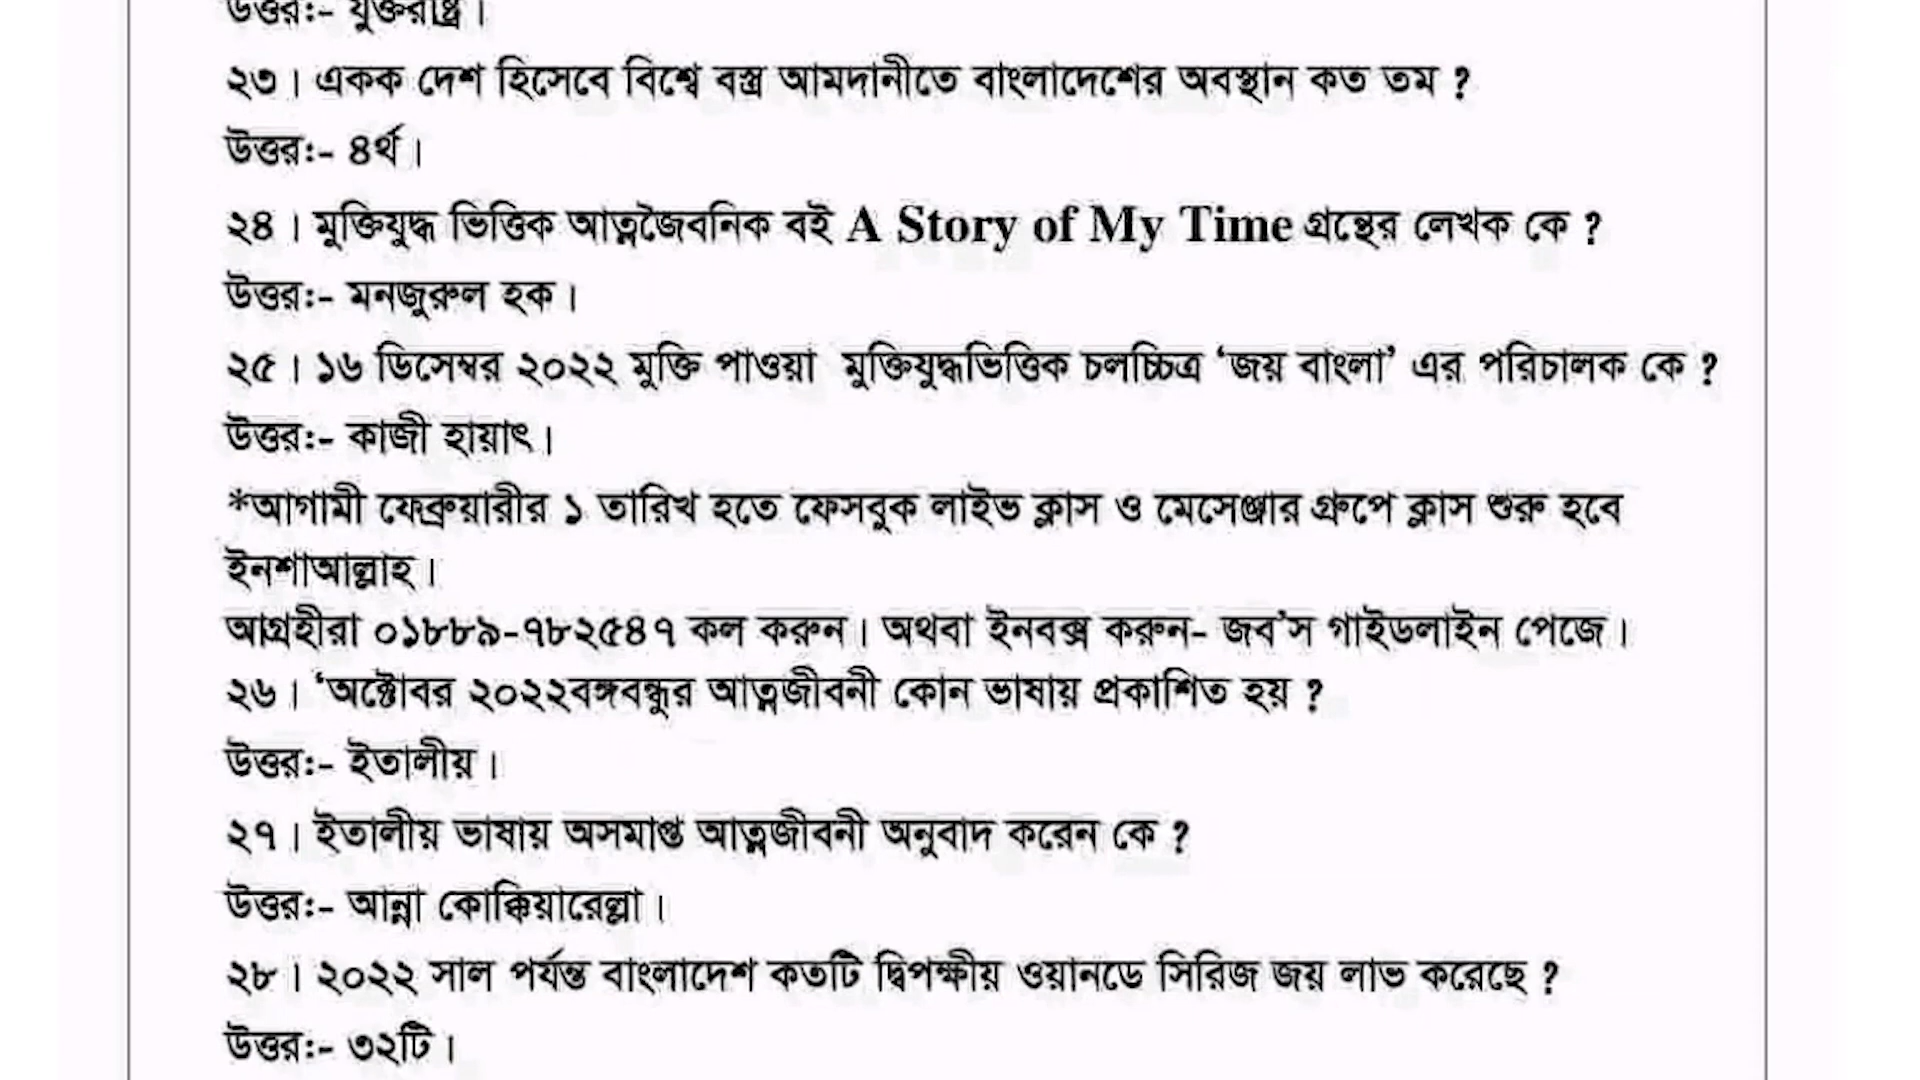 উত্তর:- যুক্তরাষ্ট্র।
২৩। একক দেশ হিসেবে বিশ্বে বস্ত্র আমদানীতে বাংলাদেশের অবস্থান কত তম ?
উত্তর:- ৪র্থ।
২৪। মুক্তিযুদ্ধ ভিত্তিক আত্নজৈবনিক বই A Story of My Time গ্রন্থের লেখক কে ?
উত্তর:- মনজুরুল হক।
২৫। ১৬ ডিসেম্বর ২০২২ মুক্তি পাওয়া মুক্তিযুদ্ধভিত্তিক চলচ্চিত্র ‘জয় বাংলা’ এর পরিচালক কে ?
উত্তর:- কাজী হায়াৎ।
*আগামী ফেব্রুয়ারীর ১ তারিখ হতে ফেসবুক লাইভ ক্লাস ও মেসেঞ্জার গ্রুপে ক্লাস শুরু হবে
ইনশাআল্লাহ।
আগ্রহীরা ০১৮৮৯-৭৮২৫৪৭ কল করুন। অথবা ইনবক্স করুন- জব’স গাইডলাইন পেজে।
২৬। ‘অক্টোবর ২০২২বঙ্গবন্ধুর আত্নজীবনী কোন ভাষায় প্রকাশিত হয় ?
উত্তর:- ইতালীয়।
২৭। ইতালীয় ভাষায় অসমাপ্ত আত্নজীবনী অনুবাদ করেন কে ?
উত্তর:- আন্না কোক্কিয়ারেল্লা।
২৮। ২০২২ সাল পর্যন্ত বাংলাদেশ কতটি দ্বিপক্ষীয় ওয়ানডে সিরিজ জয় লাভ করেছে ?
উত্তর:- ৩২টি।